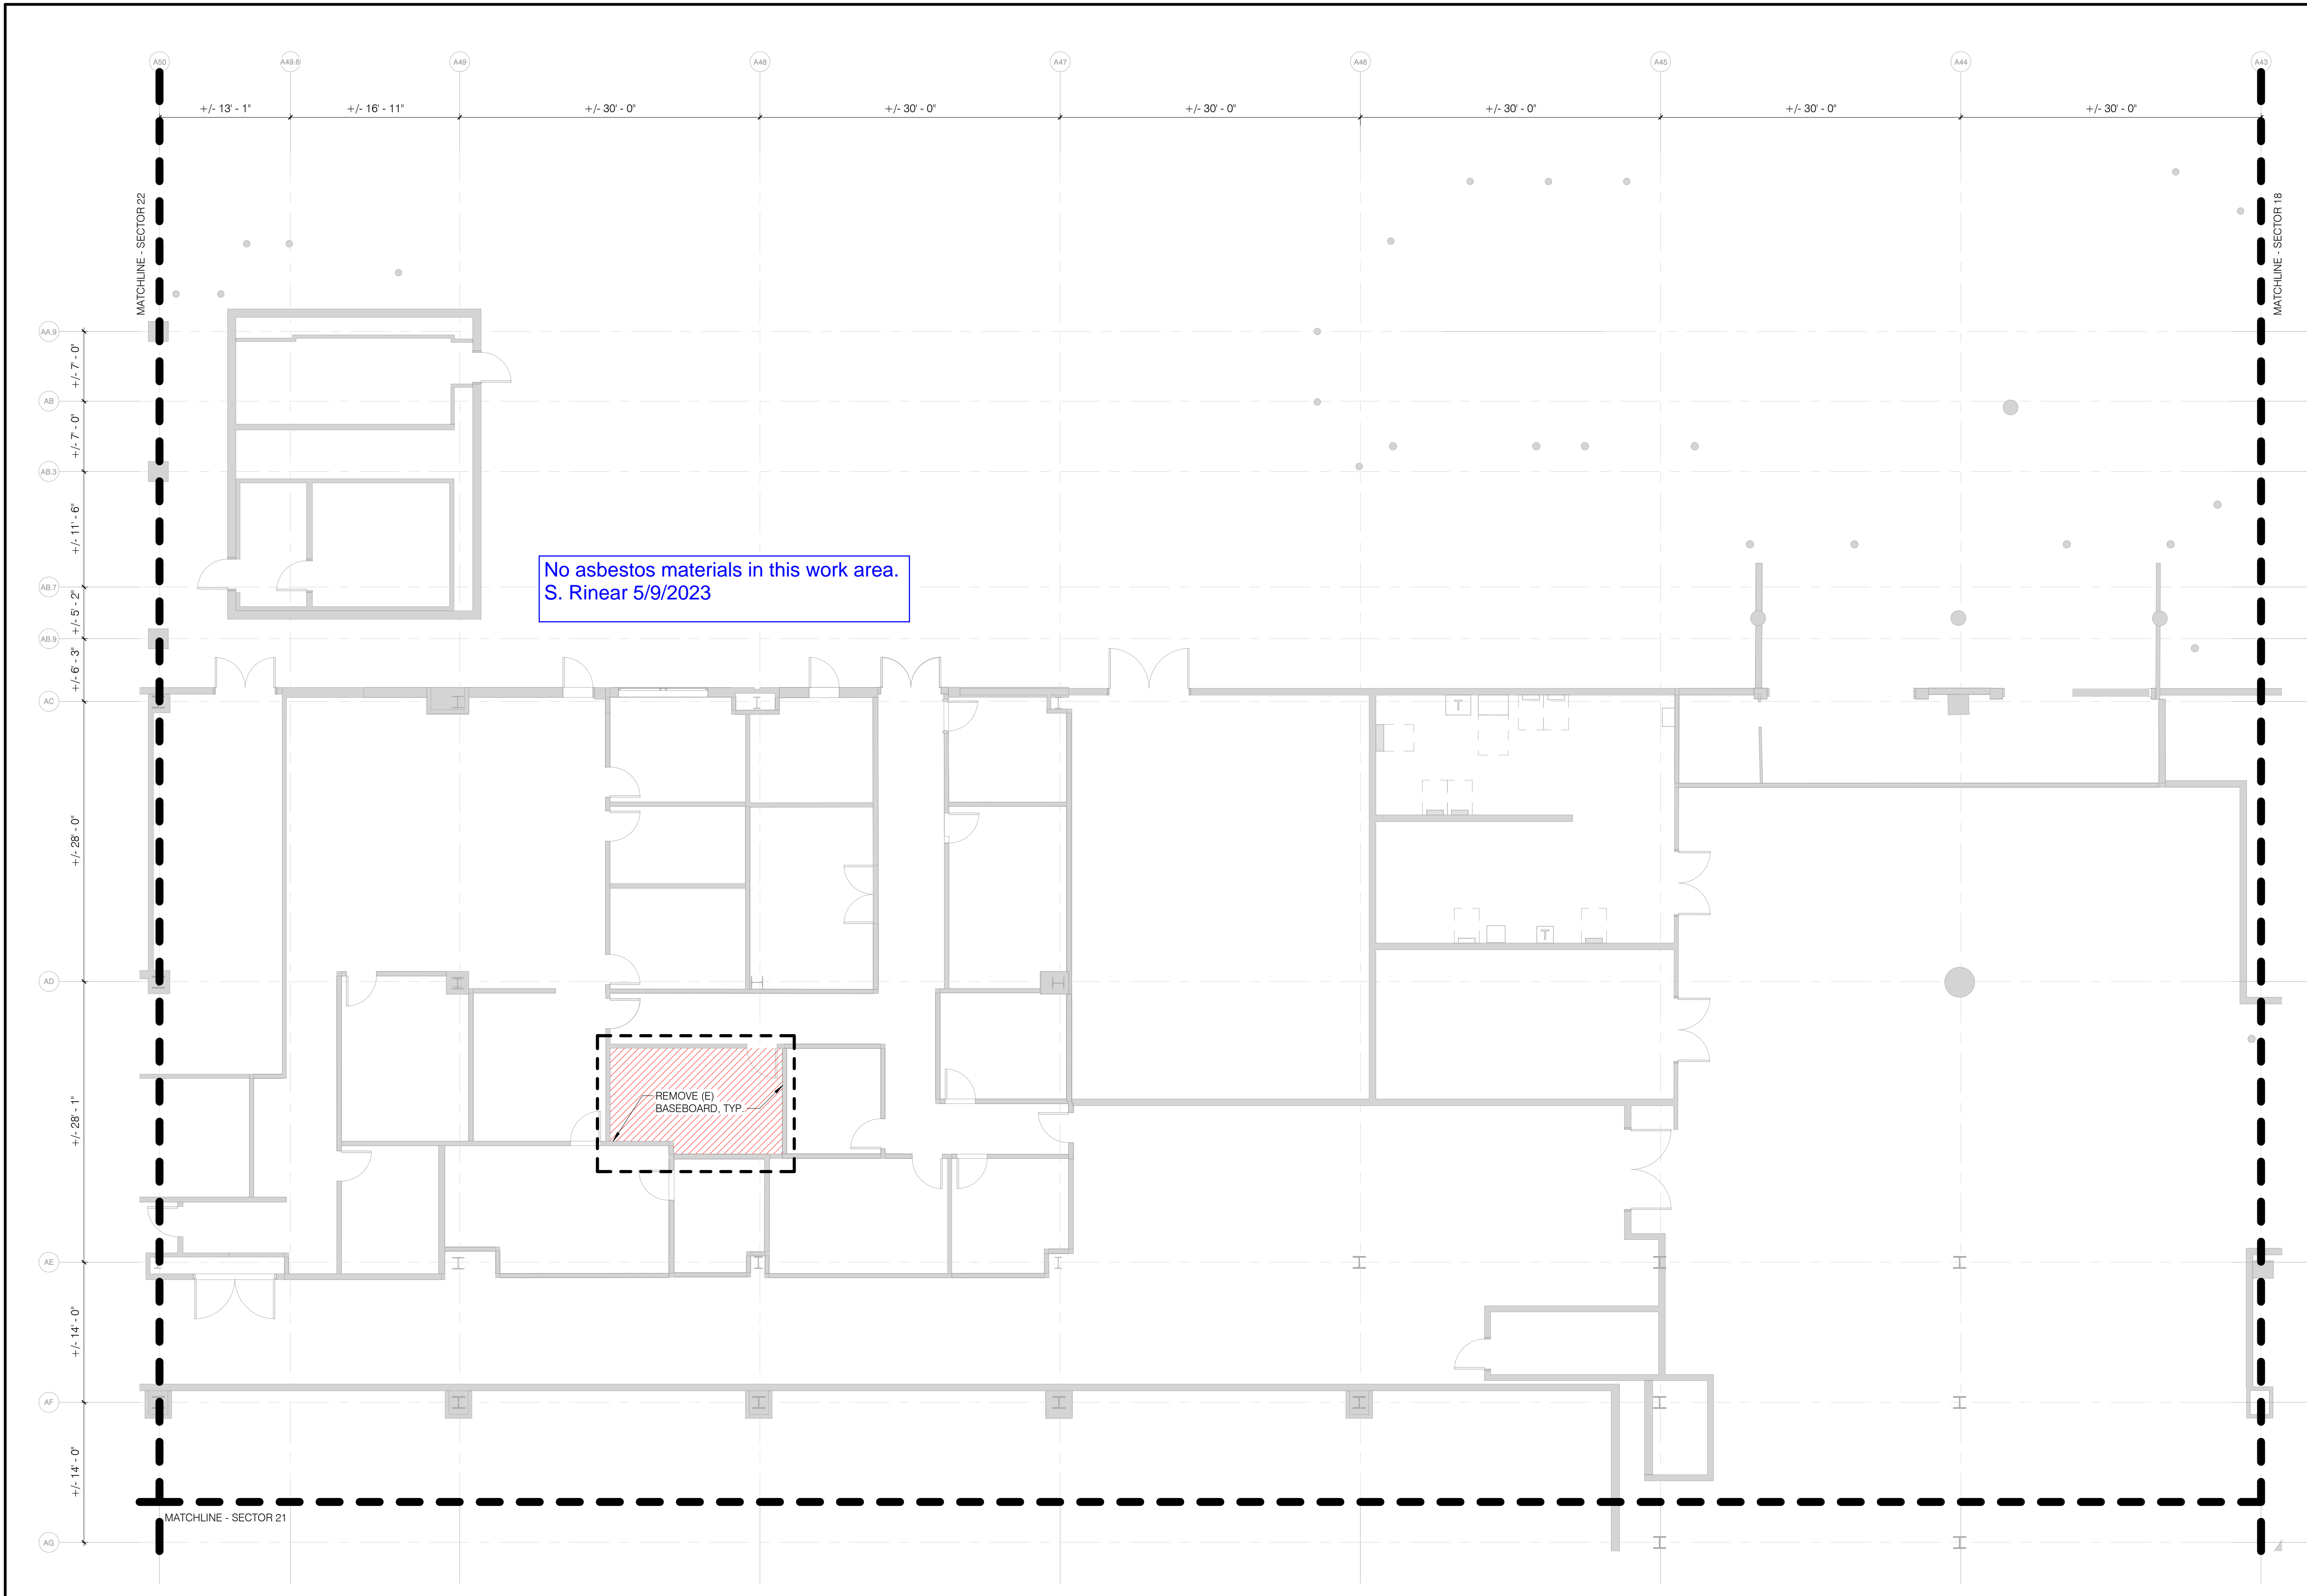 A50
A49.6
A49
A48
A47
A46
A45
A44
A43
+/- 13' - 1"
+/- 16' - 11"
+/- 30' - 0"
+/- 30' - 0"
+/- 30' - 0"
+/- 30' - 0"
+/- 30' - 0"
+/- 30' - 0"
MATCHLINE - SECTOR 22
MATCHLINE - SECTOR 18
AA.9
+/- 7' - 0"
AB
+/- 7' - 0"
AB.3
+/- 11' - 6"
No asbestos materials in this work area.
S. Rinear 5/9/2023
AB.7
+/- 5' - 2"
AB.9
+/- 6' - 3"
AC
T
+/- 28' - 0"
T
AD
REMOVE (E)
BASEBOARD, TYP.
+/- 28' - 1"
AE
+/- 14' - 0"
AF
+/- 14' - 0"
MATCHLINE - SECTOR 21
AG